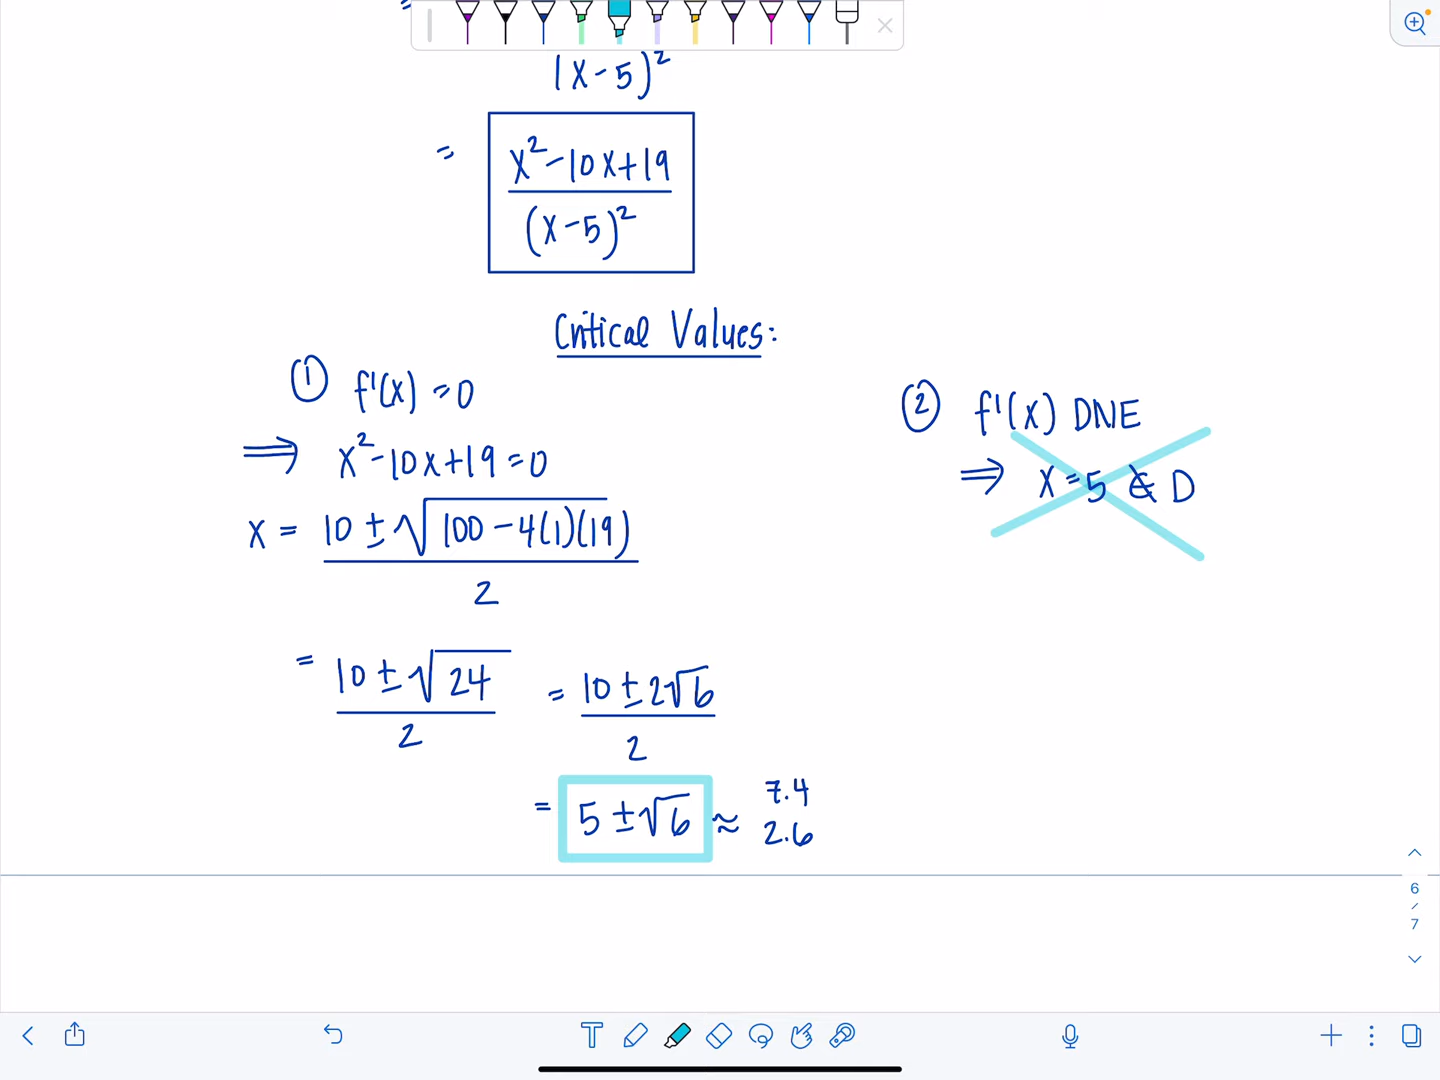 (x-5)²
= x²-10x+19
(x-5)²
Critical Values:
① f'(x) = 0
⟹ x²-10x+19=0
x = 10 ± √100-4(1)(19)
2
= 10 ± √24
2
= 10 ± 2√6
2
= 5 ± √6 ≈ 7.4
2.6
② f'(x) DNE
⟹ x = 5 ∉ D
6
/
7
T